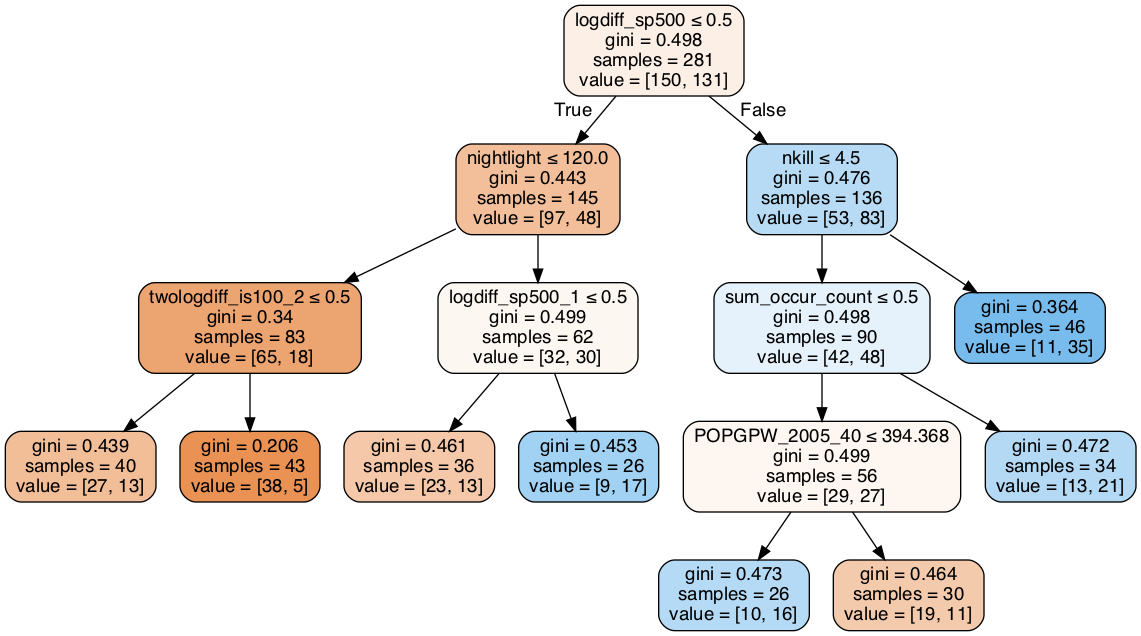 logdiff_sp500 ≤ 0.5
gini = 0.498
samples = 281
value = [150, 131]
True
False
nightlight ≤ 120.0
gini = 0.443
samples = 145
value = [97, 48]
nkill ≤ 4.5
gini = 0.476
samples = 136
value = [53, 83]
twologdiff_is100_2 ≤ 0.5
gini = 0.34
samples = 83
value = [65, 18]
logdiff_sp500_1 ≤ 0.5
gini = 0.499
samples = 62
value = [32, 30]
sum_occur_count ≤ 0.5
gini = 0.498
samples = 90
value = [42, 48]
gini = 0.364
samples = 46
value = [11, 35]
gini = 0.439
samples = 40
value = [27, 13]
gini = 0.206
samples = 43
value = [38, 5]
gini = 0.461
samples = 36
value = [23, 13]
gini = 0.453
samples = 26
value = [9, 17]
POPGPW_2005_40 ≤ 394.368
gini = 0.499
samples = 56
value = [29, 27]
gini = 0.472
samples = 34
value = [13, 21]
gini = 0.473
samples = 26
value = [10, 16]
gini = 0.464
samples = 30
value = [19, 11]